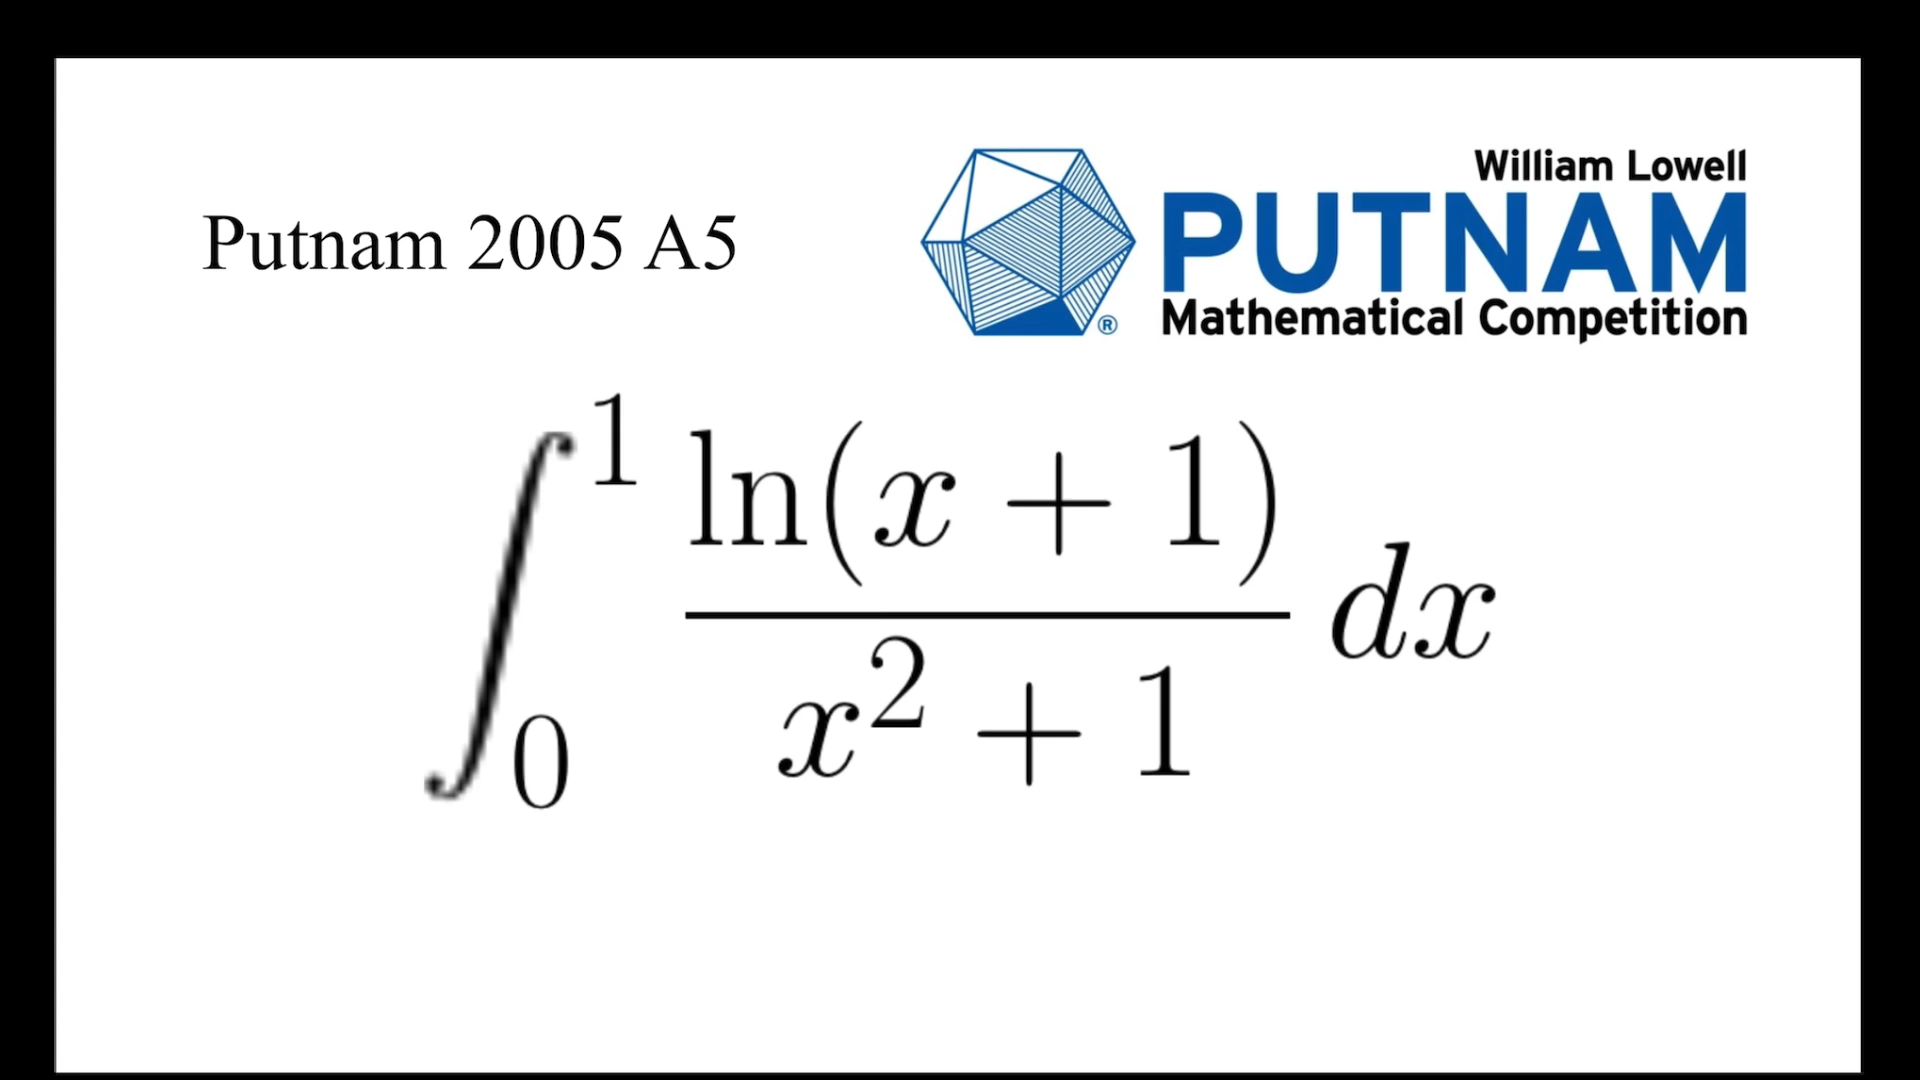 Putnam 2005 A5
William Lowell
PUTNAM
®
Mathematical Competition
∫₀¹ ln(x + 1) / (x² + 1) dx